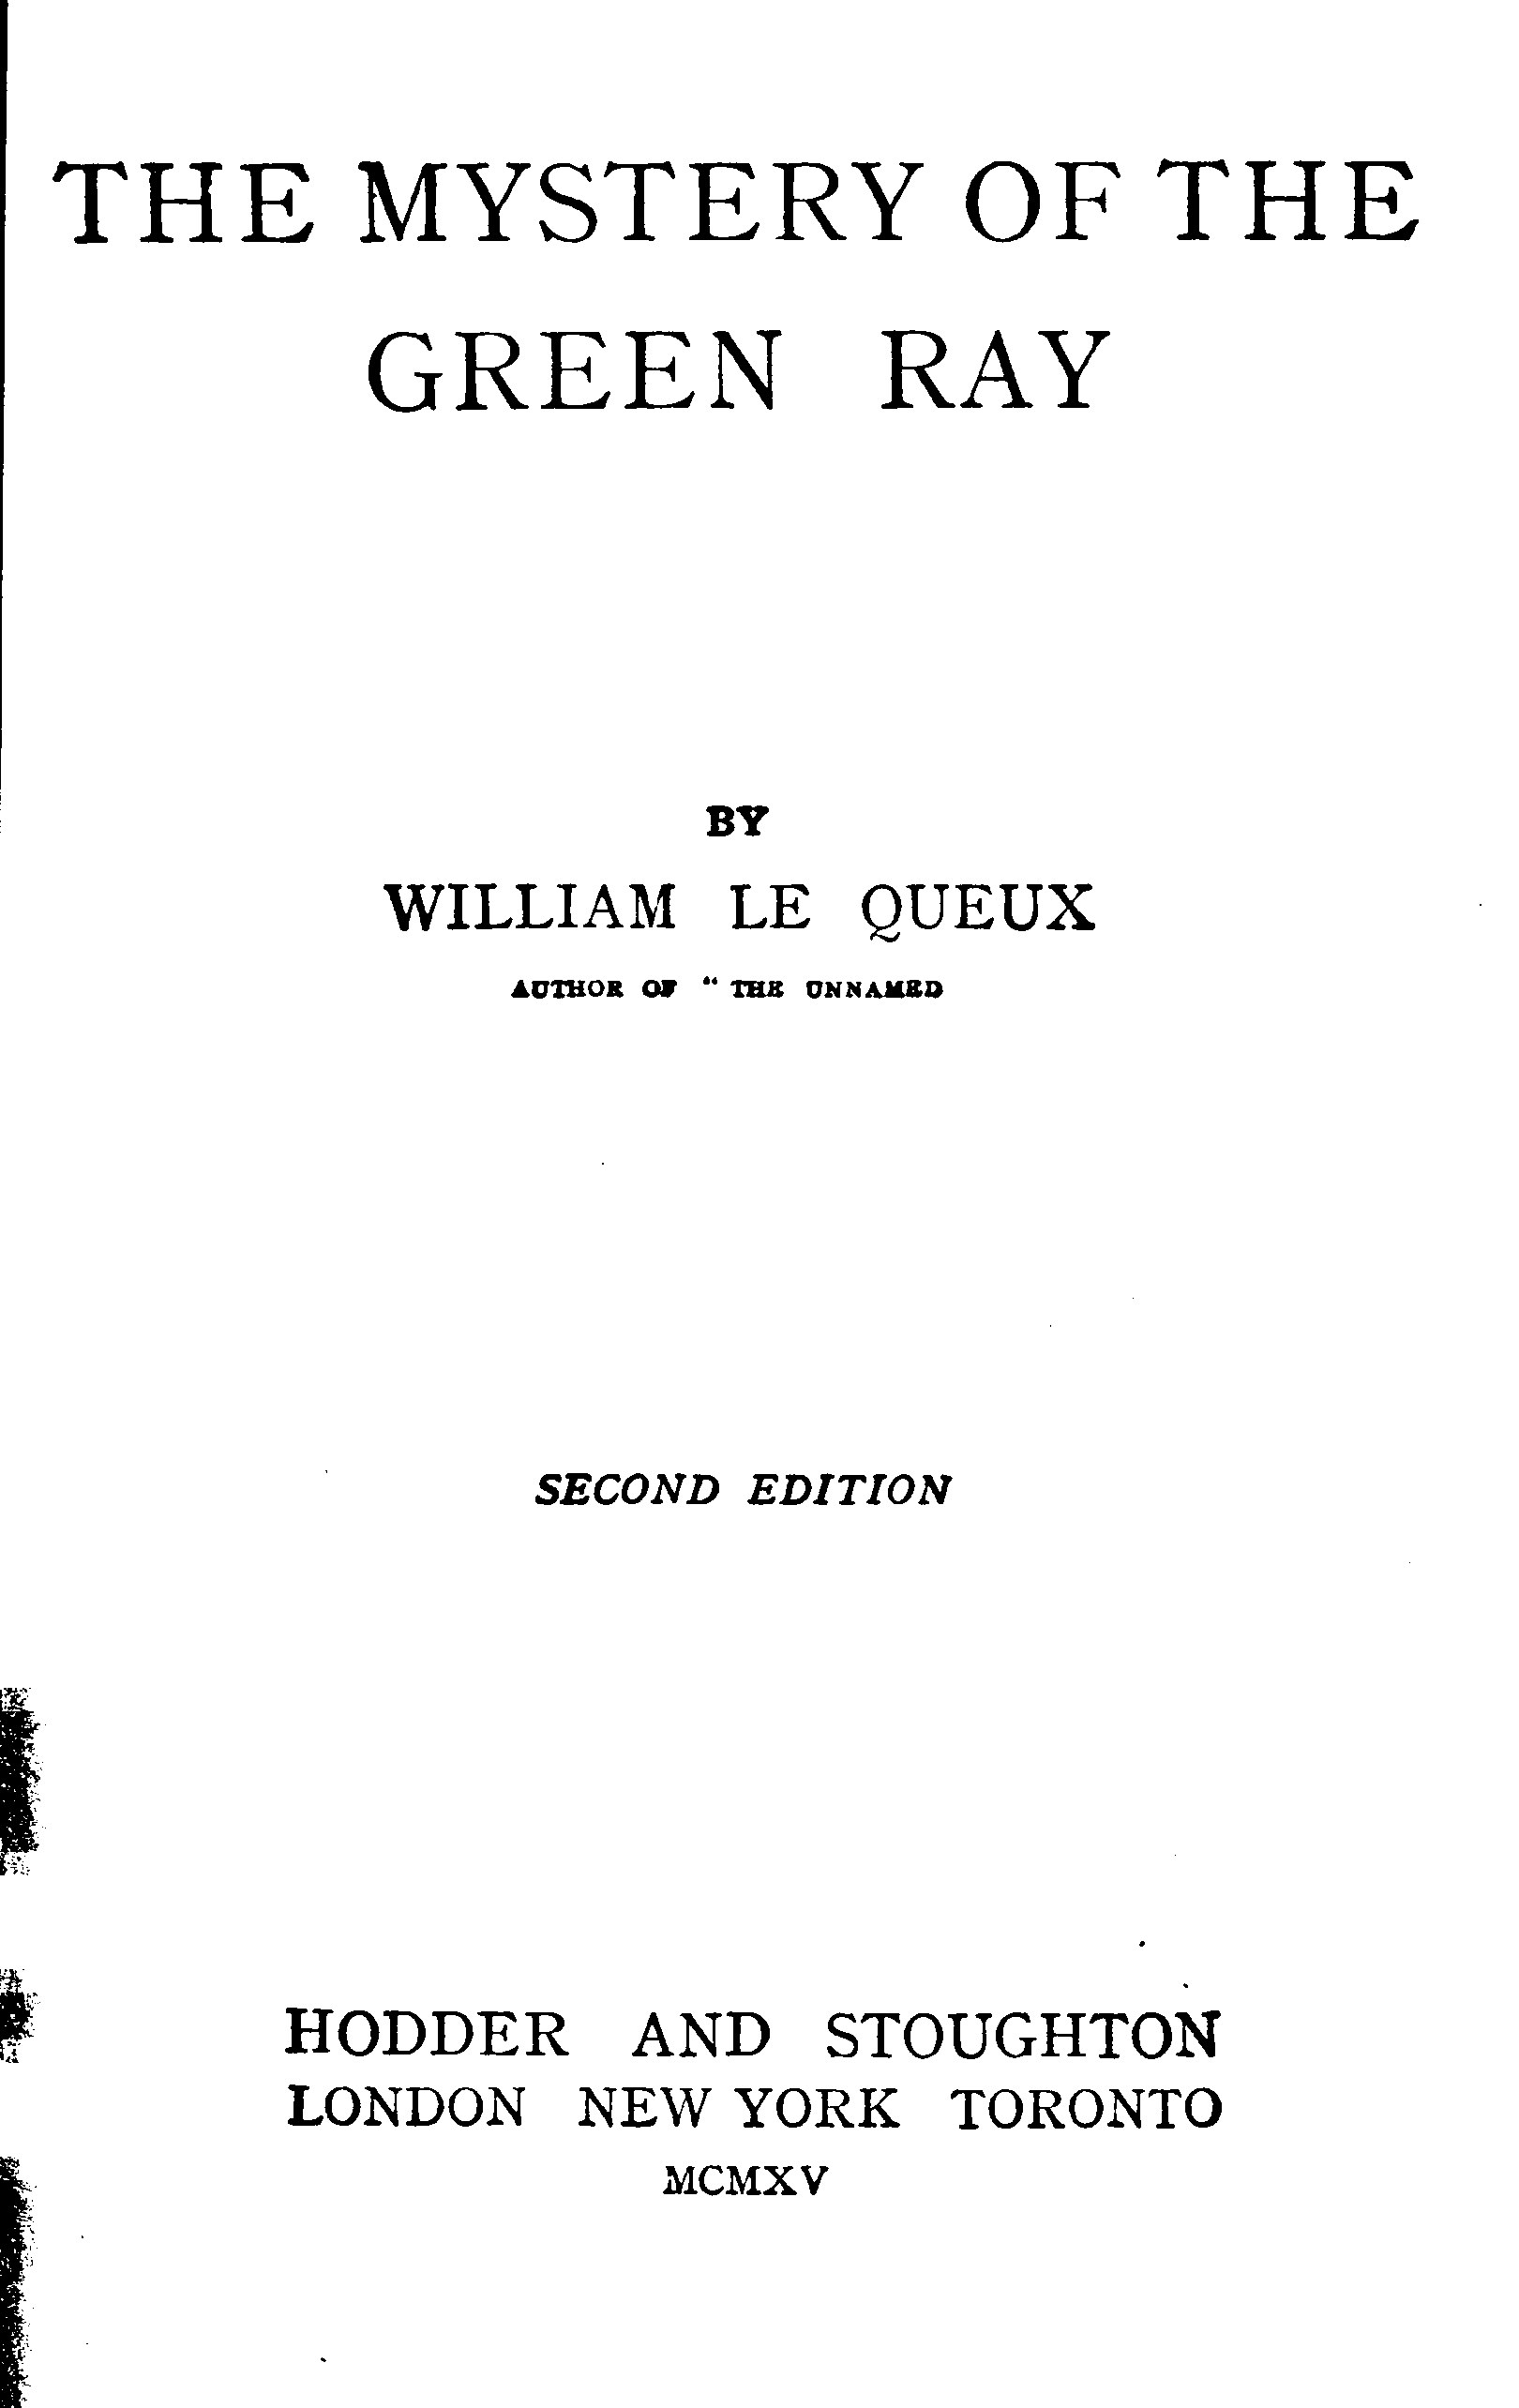 THE MYSTERY OF THE
GREEN RAY
BY
WILLIAM LE QUEUX
AUTHOR OF “ THE UNNAMED
SECOND EDITION
HODDER AND STOUGHTON
LONDON NEW YORK TORONTO
MCMXV